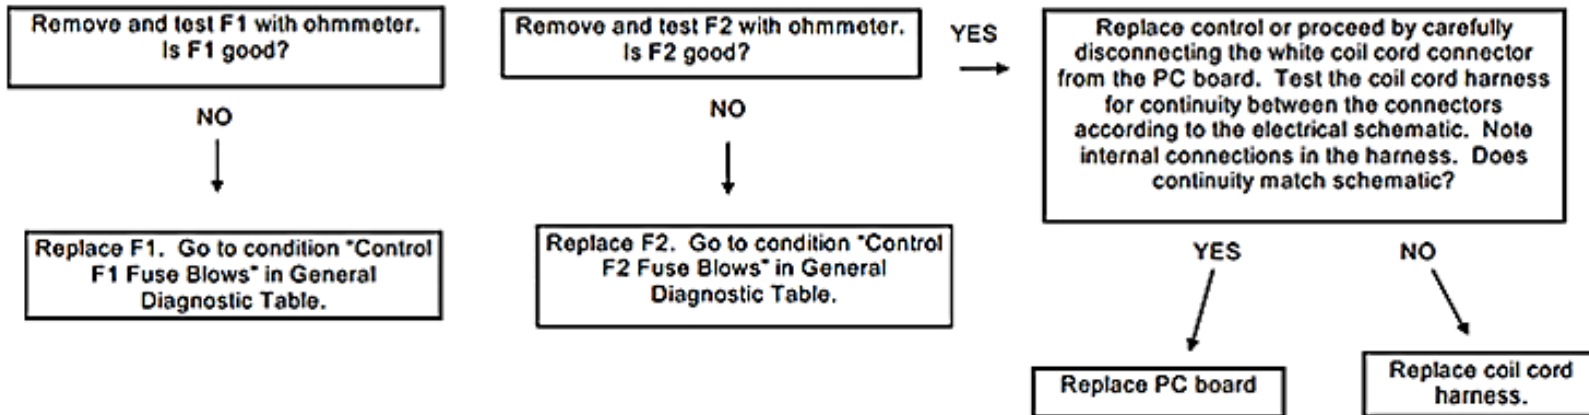 Remove and test F1 with ohmmeter.
Is F1 good?
NO
Replace F1. Go to condition "Control
F1 Fuse Blows" in General
Diagnostic Table.
Remove and test F2 with ohmmeter.
Is F2 good?
YES
NO
Replace F2. Go to condition "Control
F2 Fuse Blows" in General
Diagnostic Table.
Replace control or proceed by carefully
disconnecting the white coil cord connector
from the PC board. Test the coil cord harness
for continuity between the connectors
according to the electrical schematic. Note
internal connections in the harness. Does
continuity match schematic?
YES
NO
Replace PC board
Replace coil cord
harness.